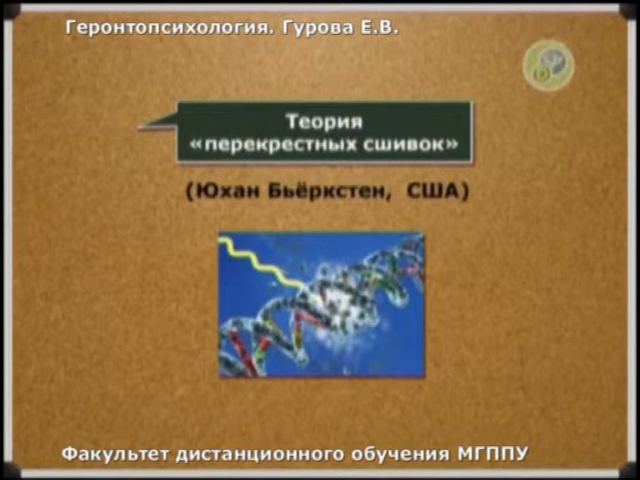 Геронтопсихология. Гурова Е.В.
Теория
«перекрестных сшивок»
(Юхан Бьёркстен, США)
Факультет дистанционного обучения МГППУ